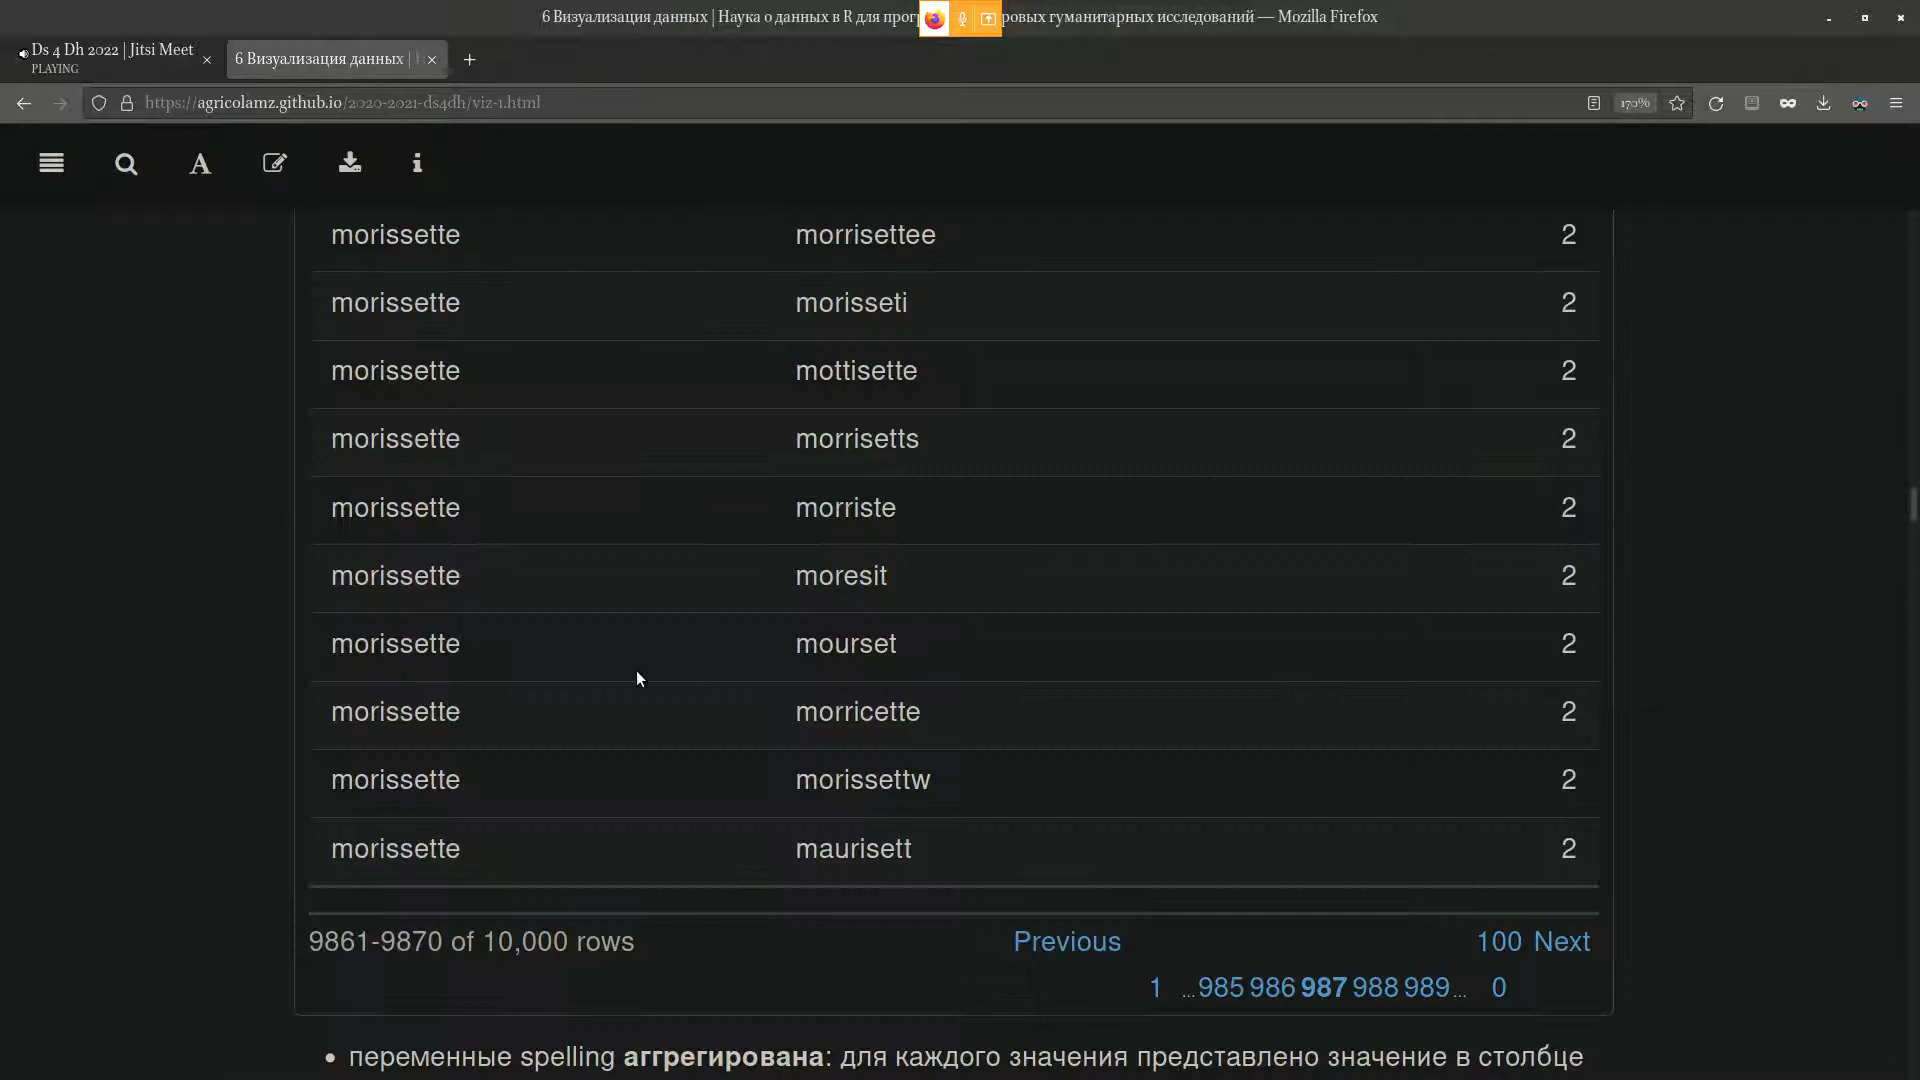 6 Визуализация данных | Наука о данных в R для прог ровых гуманитарных исследований — Mozilla Firefox
Ds 4 Dh 2022 | Jitsi Meet
PLAYING
6 Визуализация данных |
https://agricolamz.github.io/2020-2021-ds4dh/viz-1.html
170%
morissette morrisettee 2
morissette morisseti 2
morissette mottisette 2
morissette morrisetts 2
morissette morriste 2
morissette moresit 2
morissette mourset 2
morissette morricette 2
morissette morissettw 2
morissette maurisett 2
9861-9870 of 10,000 rows Previous 100 Next
1 ...985 986 987 988 989... 0
• переменные spelling аггрегирована: для каждого значения представлено значение в столбце